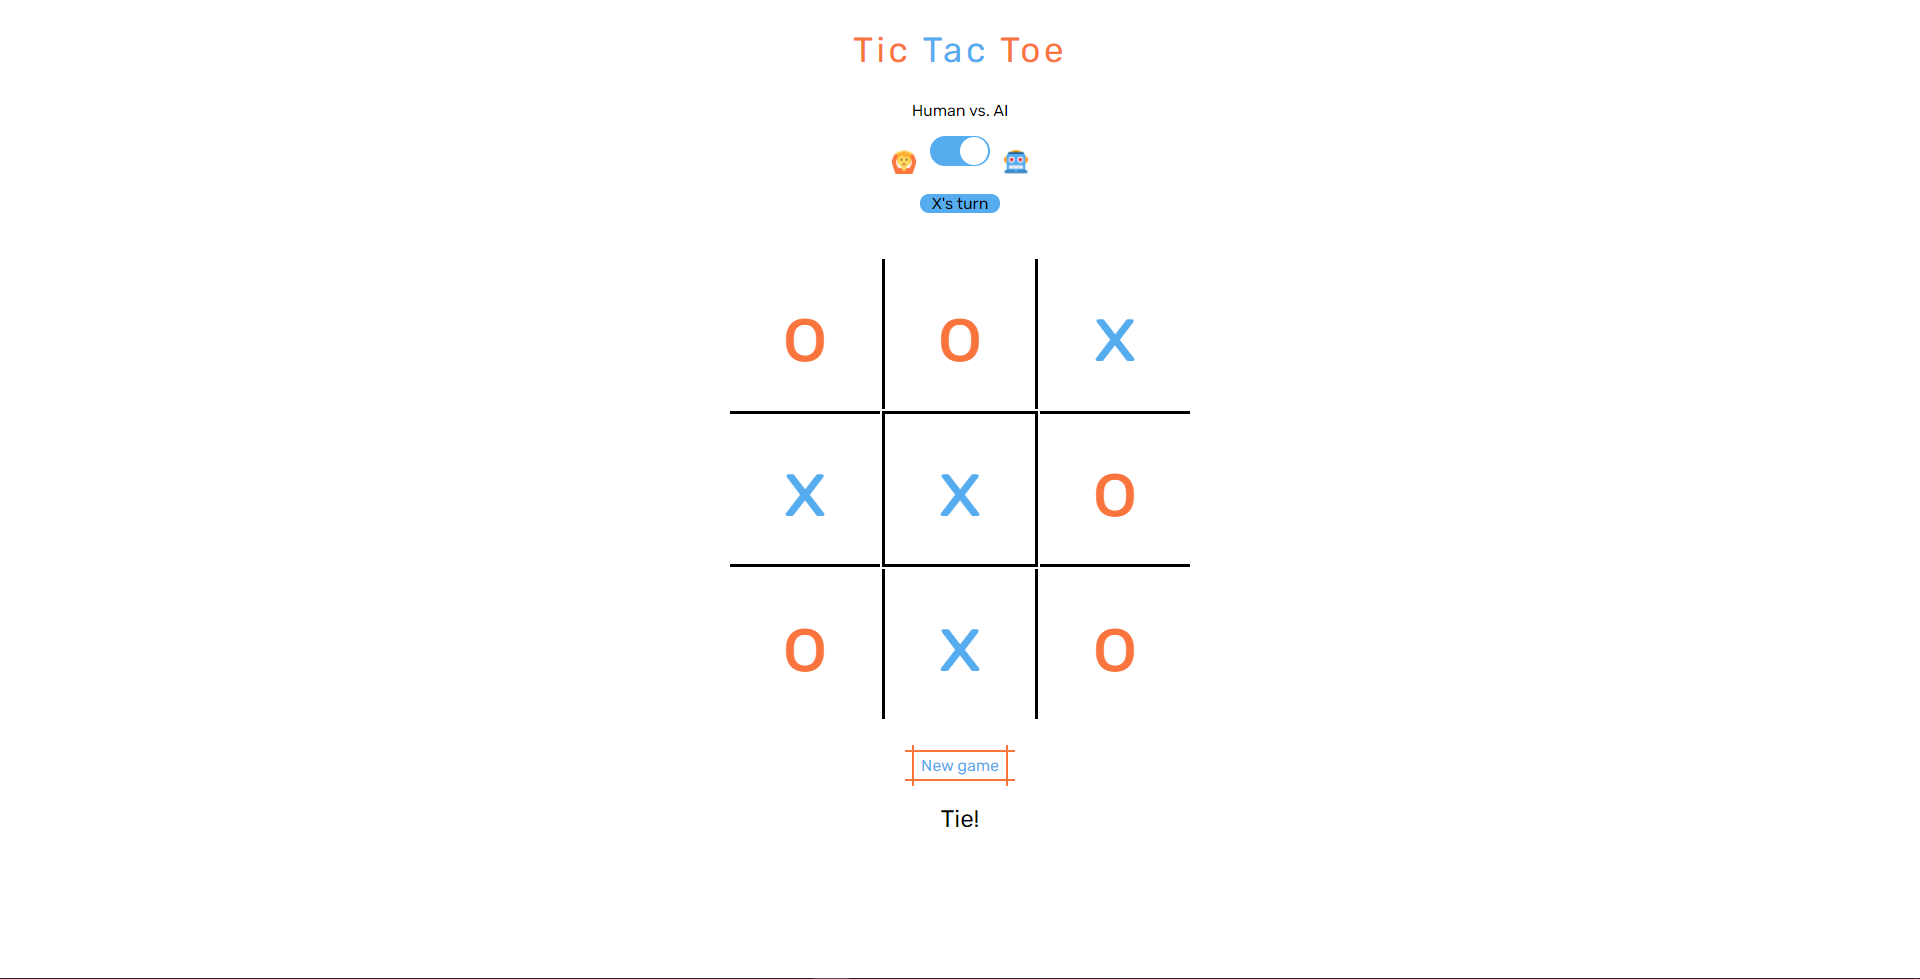 Tic Tac Toe
Human vs. AI
X's turn
O O X
X X O
O X O
New game
Tie!